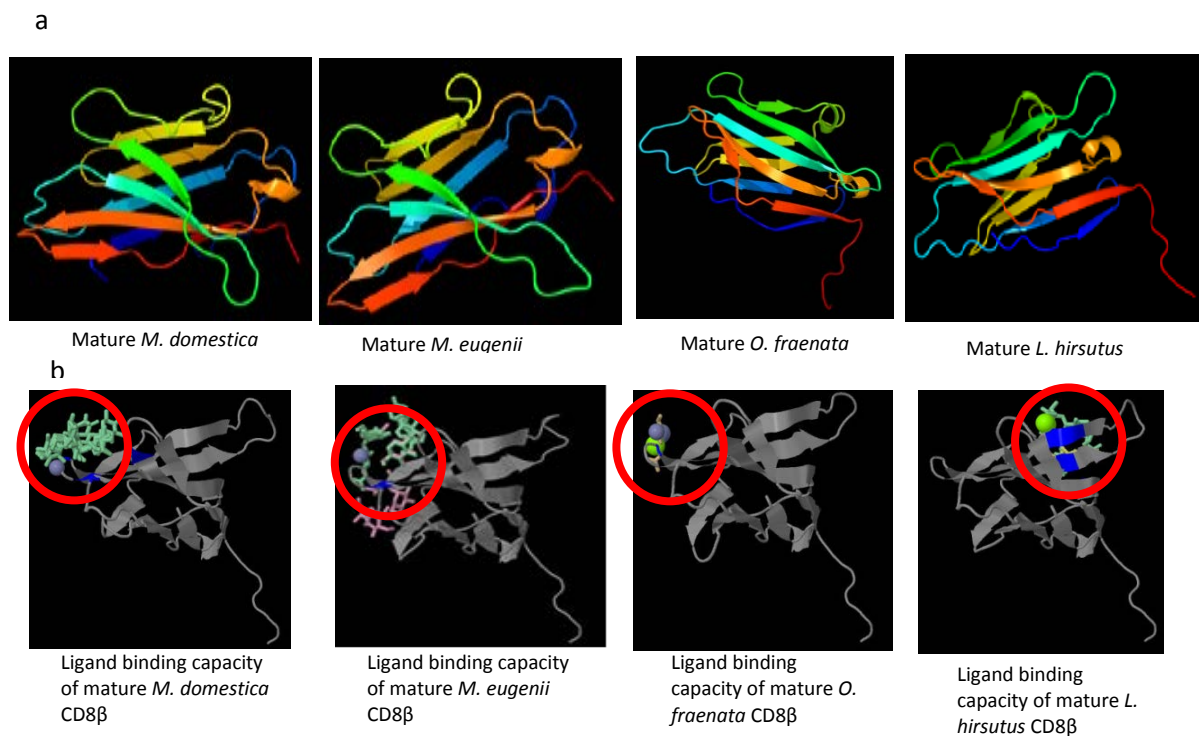 a
Mature M. domestica
Mature M. eugenii
Mature O. fraenata
Mature L. hirsutus
b
Ligand binding capacity
of mature M. domestica
CD8β
Ligand binding capacity
of mature M. eugenii
CD8β
Ligand binding
capacity of mature O.
fraenata CD8β
Ligand binding
capacity of mature L.
hirsutus CD8β